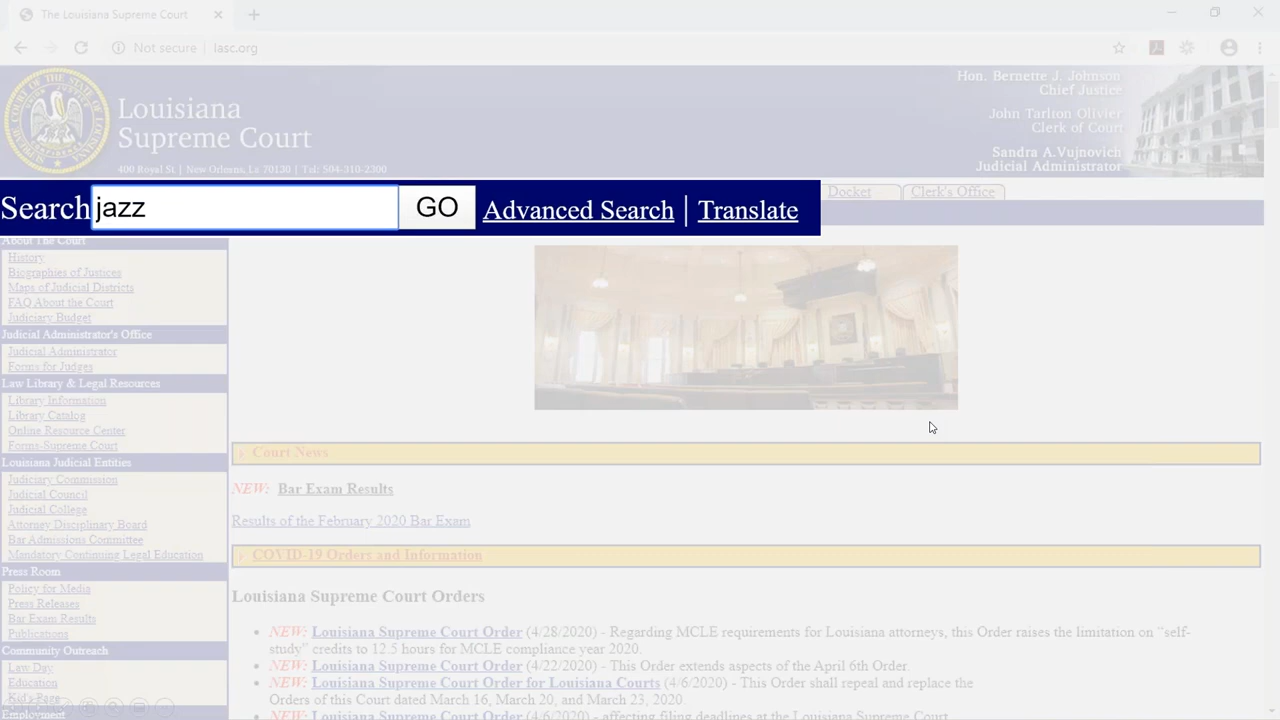 The Louisiana Supreme Court
Not secure | lasc.org
Hon. Bernette J. Johnson
Chief Justice
John Tarlton Olivier
Clerk of Court
Sandra A.Vujnovich
Judicial Administrator
Louisiana
Supreme Court
400 Royal St | New Orleans, La 70130 | Tel: 504-310-2300
Search jazz GO Advanced Search | Translate
Docket Clerk's Office
About The Court
History
Biographies of Justices
Maps of Judicial Districts
FAQ About the Court
Judiciary Budget
Judicial Administrator's Office
Judicial Administrator
Forms for Judges
Law Library & Legal Resources
Library Information
Library Catalog
Online Resource Center
Forms-Supreme Court
Louisiana Judicial Entities
Judiciary Commission
Judicial Council
Judicial College
Attorney Disciplinary Board
Bar Admissions Committee
Mandatory Continuing Legal Education
Press Room
Policy for Media
Press Releases
Bar Exam Results
Publications
Community Outreach
Law Day
Education
Kid's Page
Employment
Court News
NEW: Bar Exam Results
Results of the February 2020 Bar Exam
COVID-19 Orders and Information
Louisiana Supreme Court Orders
• NEW: Louisiana Supreme Court Order (4/28/2020) - Regarding MCLE requirements for Louisiana attorneys, this Order raises the limitation on "self-
study" credits to 12.5 hours for MCLE compliance year 2020.
• NEW: Louisiana Supreme Court Order (4/22/2020) - This Order extends aspects of the April 6th Order.
• NEW: Louisiana Supreme Court Order for Louisiana Courts (4/6/2020) - This Order shall repeal and replace the
Orders of this Court dated March 16, March 20, and March 23, 2020.
• NEW: Louisiana Supreme Court Order (4/6/2020) - affecting filing deadlines at the Louisiana Supreme Court